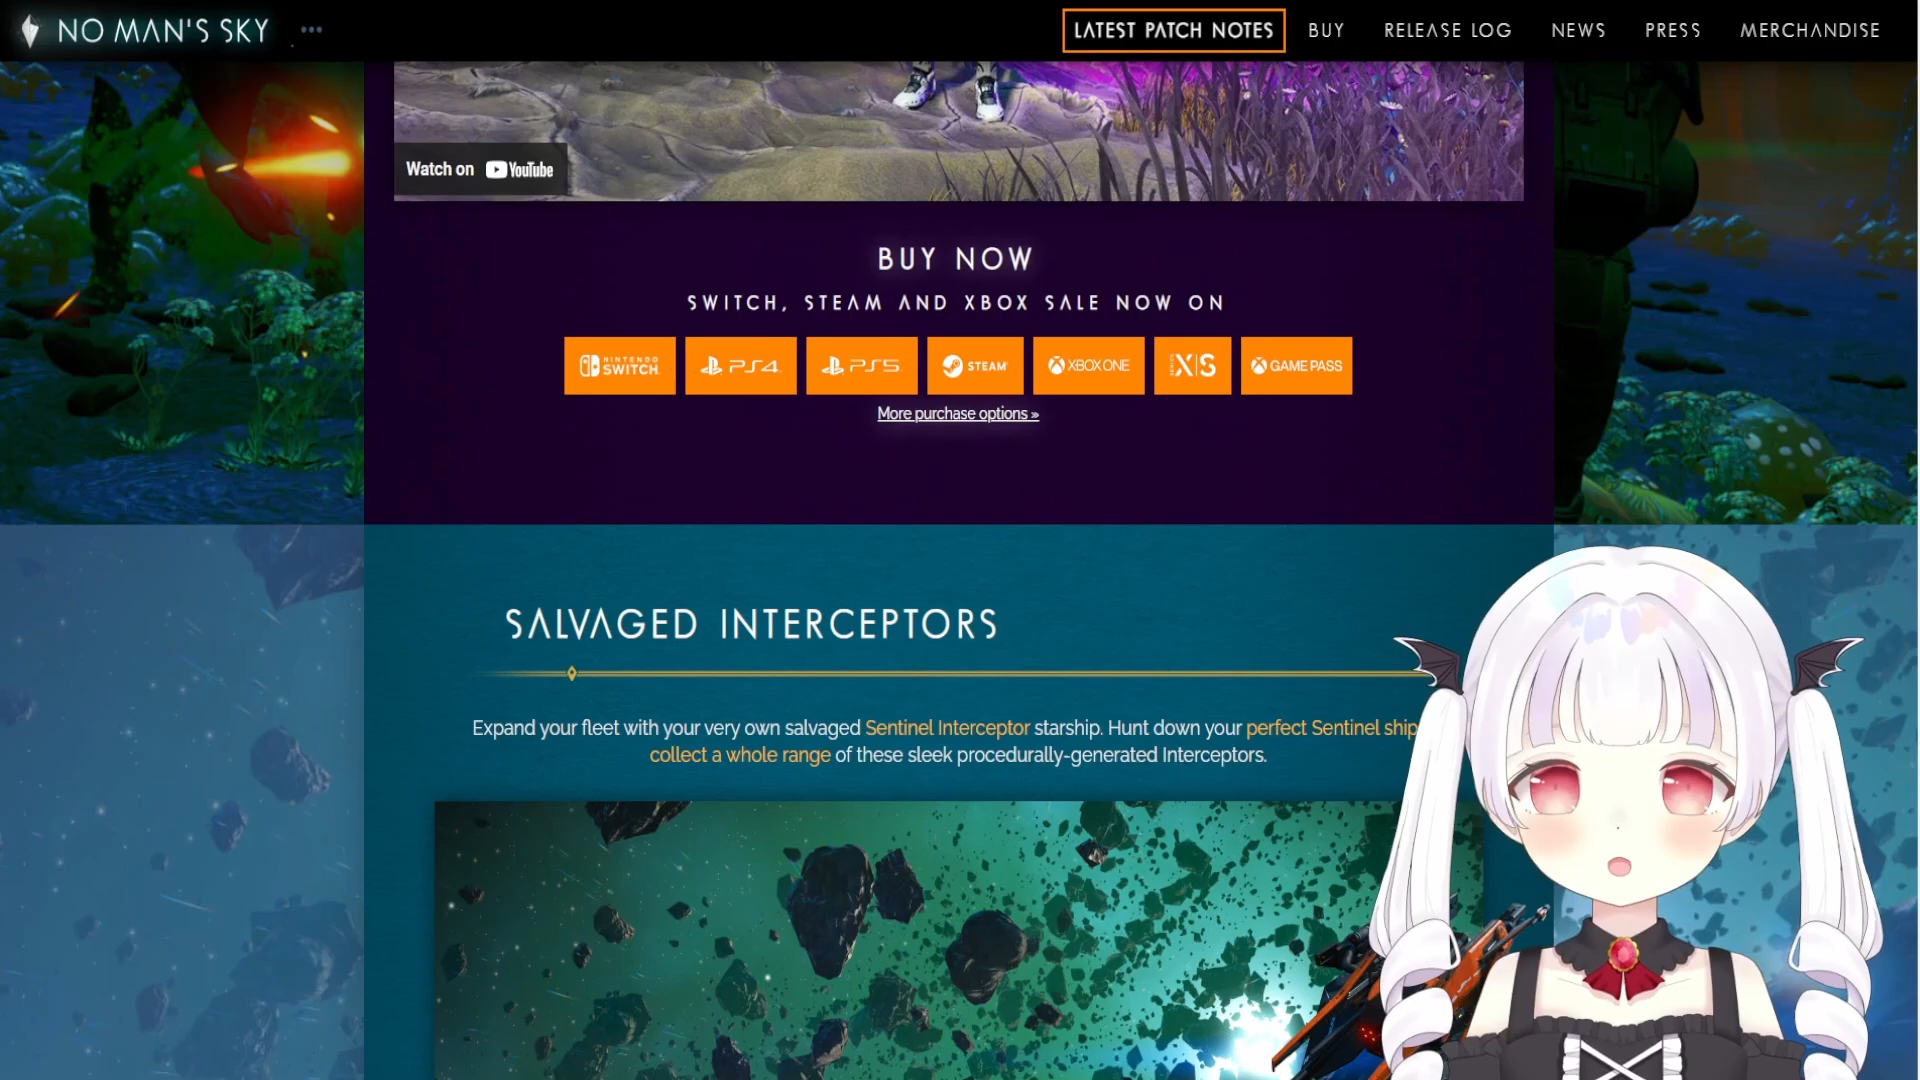 NO MAN'S SKY
LATEST PATCH NOTES
BUY
RELEASE LOG
NEWS
PRESS
MERCHANDISE
Watch on YouTube
BUY NOW
SWITCH, STEAM AND XBOX SALE NOW ON
NINTENDO SWITCH
PS4
PS5
STEAM
XBOX ONE
SERIES X|S
GAME PASS
More purchase options »
SALVAGED INTERCEPTORS
Expand your fleet with your very own salvaged Sentinel Interceptor starship. Hunt down your perfect Sentinel ship
collect a whole range of these sleek procedurally-generated Interceptors.